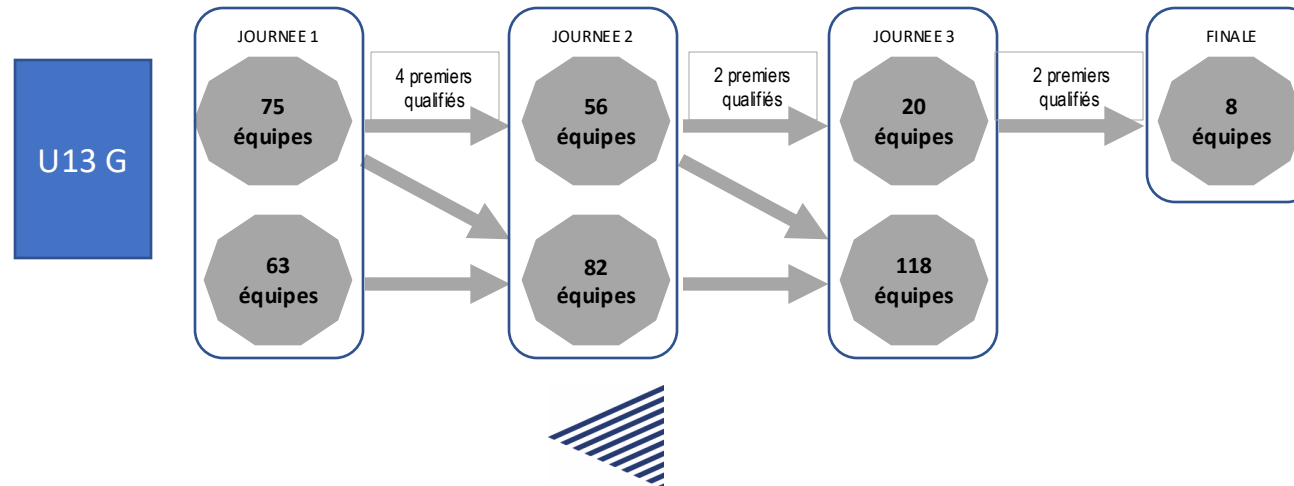 U13 G
JOURNEE 1
75
équipes
63
équipes
4 premiers
qualifiés
JOURNEE 2
56
équipes
82
équipes
2 premiers
qualifiés
JOURNEE 3
20
équipes
118
équipes
2 premiers
qualifiés
FINALE
8
équipes